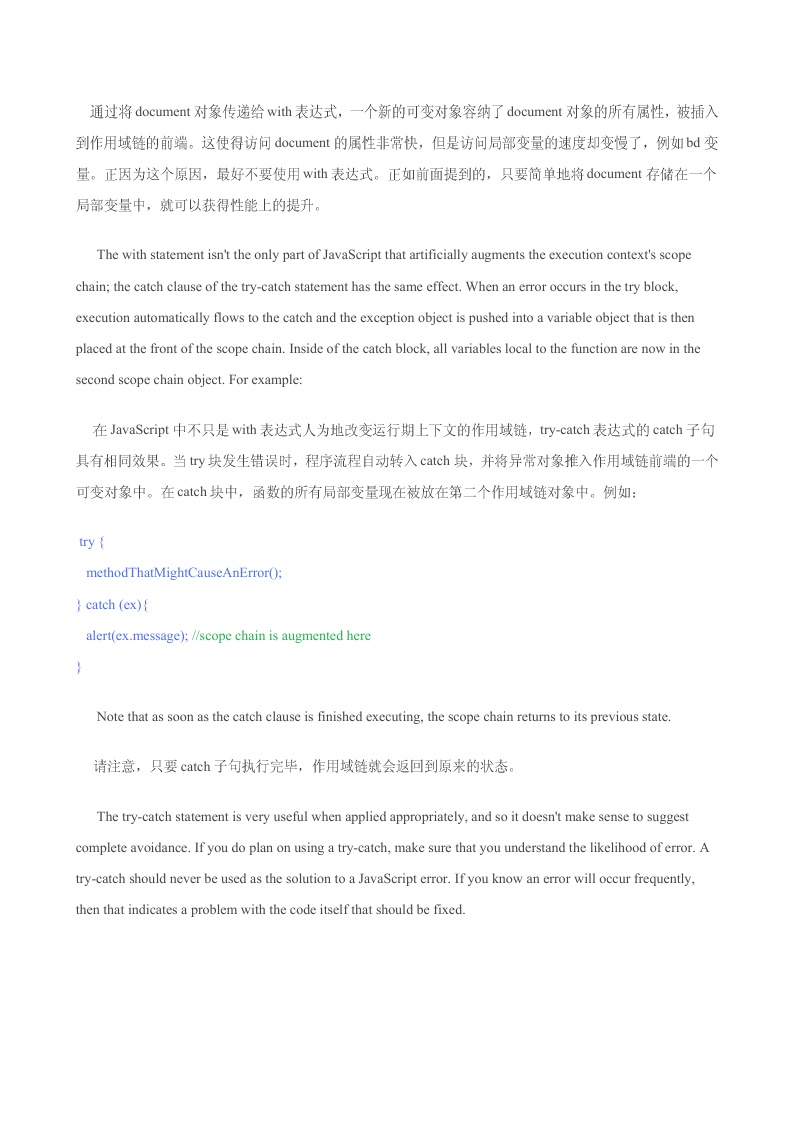 通过将 document 对象传递给 with 表达式，一个新的可变对象容纳了 document 对象的所有属性，被插入
到作用域链的前端。这使得访问 document 的属性非常快，但是访问局部变量的速度却变慢了，例如 bd 变
量。正因为这个原因，最好不要使用 with 表达式。正如前面提到的，只要简单地将 document 存储在一个
局部变量中，就可以获得性能上的提升。
The with statement isn't the only part of JavaScript that artificially augments the execution context's scope
chain; the catch clause of the try-catch statement has the same effect. When an error occurs in the try block,
execution automatically flows to the catch and the exception object is pushed into a variable object that is then
placed at the front of the scope chain. Inside of the catch block, all variables local to the function are now in the
second scope chain object. For example:
在 JavaScript 中不只是 with 表达式人为地改变运行期上下文的作用域链，try-catch 表达式的 catch 子句
具有相同效果。当 try 块发生错误时，程序流程自动转入 catch 块，并将异常对象推入作用域链前端的一个
可变对象中。在 catch 块中，函数的所有局部变量现在被放在第二个作用域链对象中。例如：
try {
methodThatMightCauseAnError();
} catch (ex){
alert(ex.message); //scope chain is augmented here
}
Note that as soon as the catch clause is finished executing, the scope chain returns to its previous state.
请注意，只要 catch 子句执行完毕，作用域链就会返回到原来的状态。
The try-catch statement is very useful when applied appropriately, and so it doesn't make sense to suggest
complete avoidance. If you do plan on using a try-catch, make sure that you understand the likelihood of error. A
try-catch should never be used as the solution to a JavaScript error. If you know an error will occur frequently,
then that indicates a problem with the code itself that should be fixed.